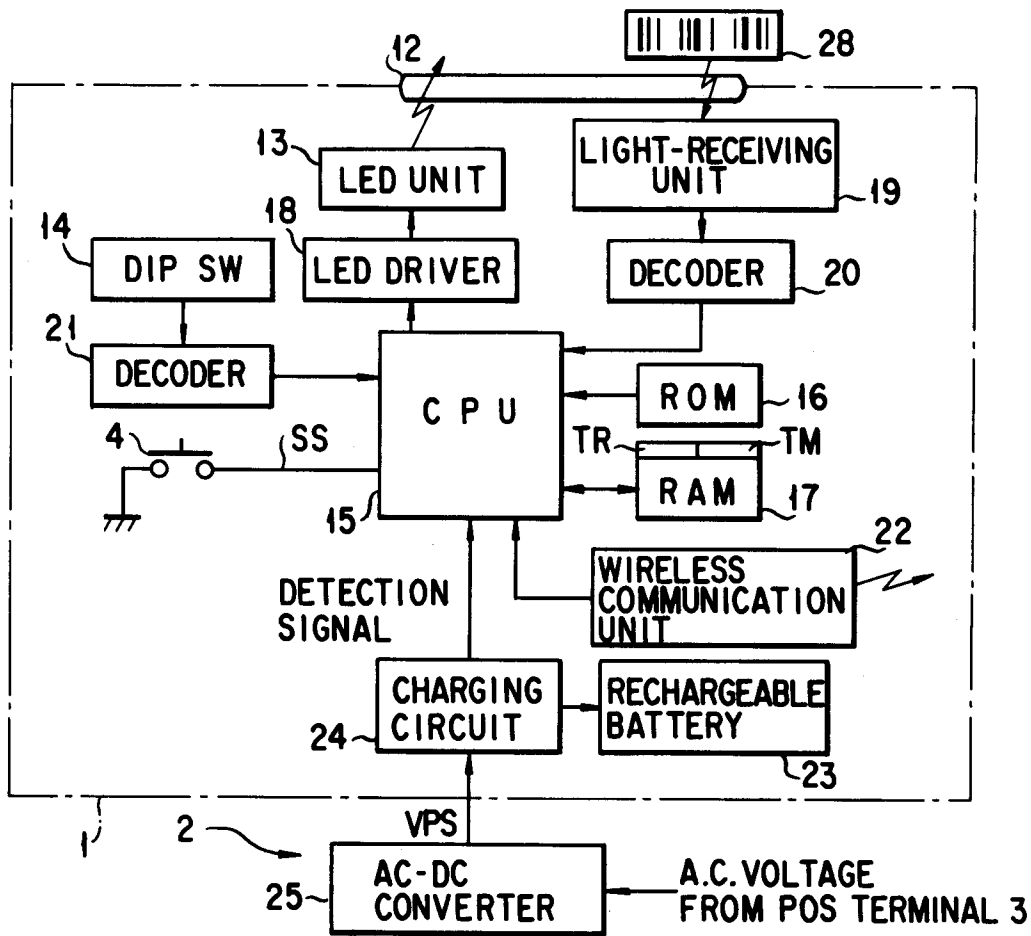 12
28
13
LED UNIT
LIGHT-RECEIVING
UNIT
19
14
18
DIP SW
LED DRIVER
DECODER
20
21
DECODER
CPU
ROM
16
4
SS
TR
TM
RAM
15
17
22
DETECTION
SIGNAL
WIRELESS
COMMUNICATION
UNIT
CHARGING
CIRCUIT
24
RECHARGEABLE
BATTERY
23
1
VPS
2
25
AC-DC
CONVERTER
A.C. VOLTAGE
FROM POS TERMINAL 3